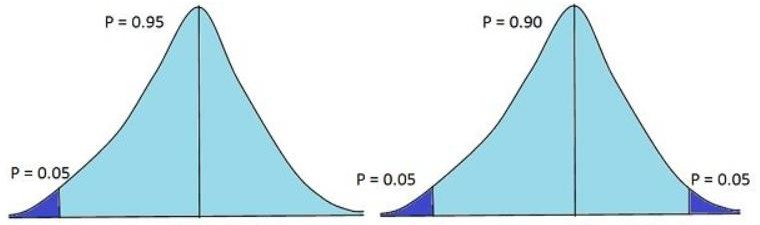 P = 0.95
P = 0.05
P = 0.90
P = 0.05
P = 0.05